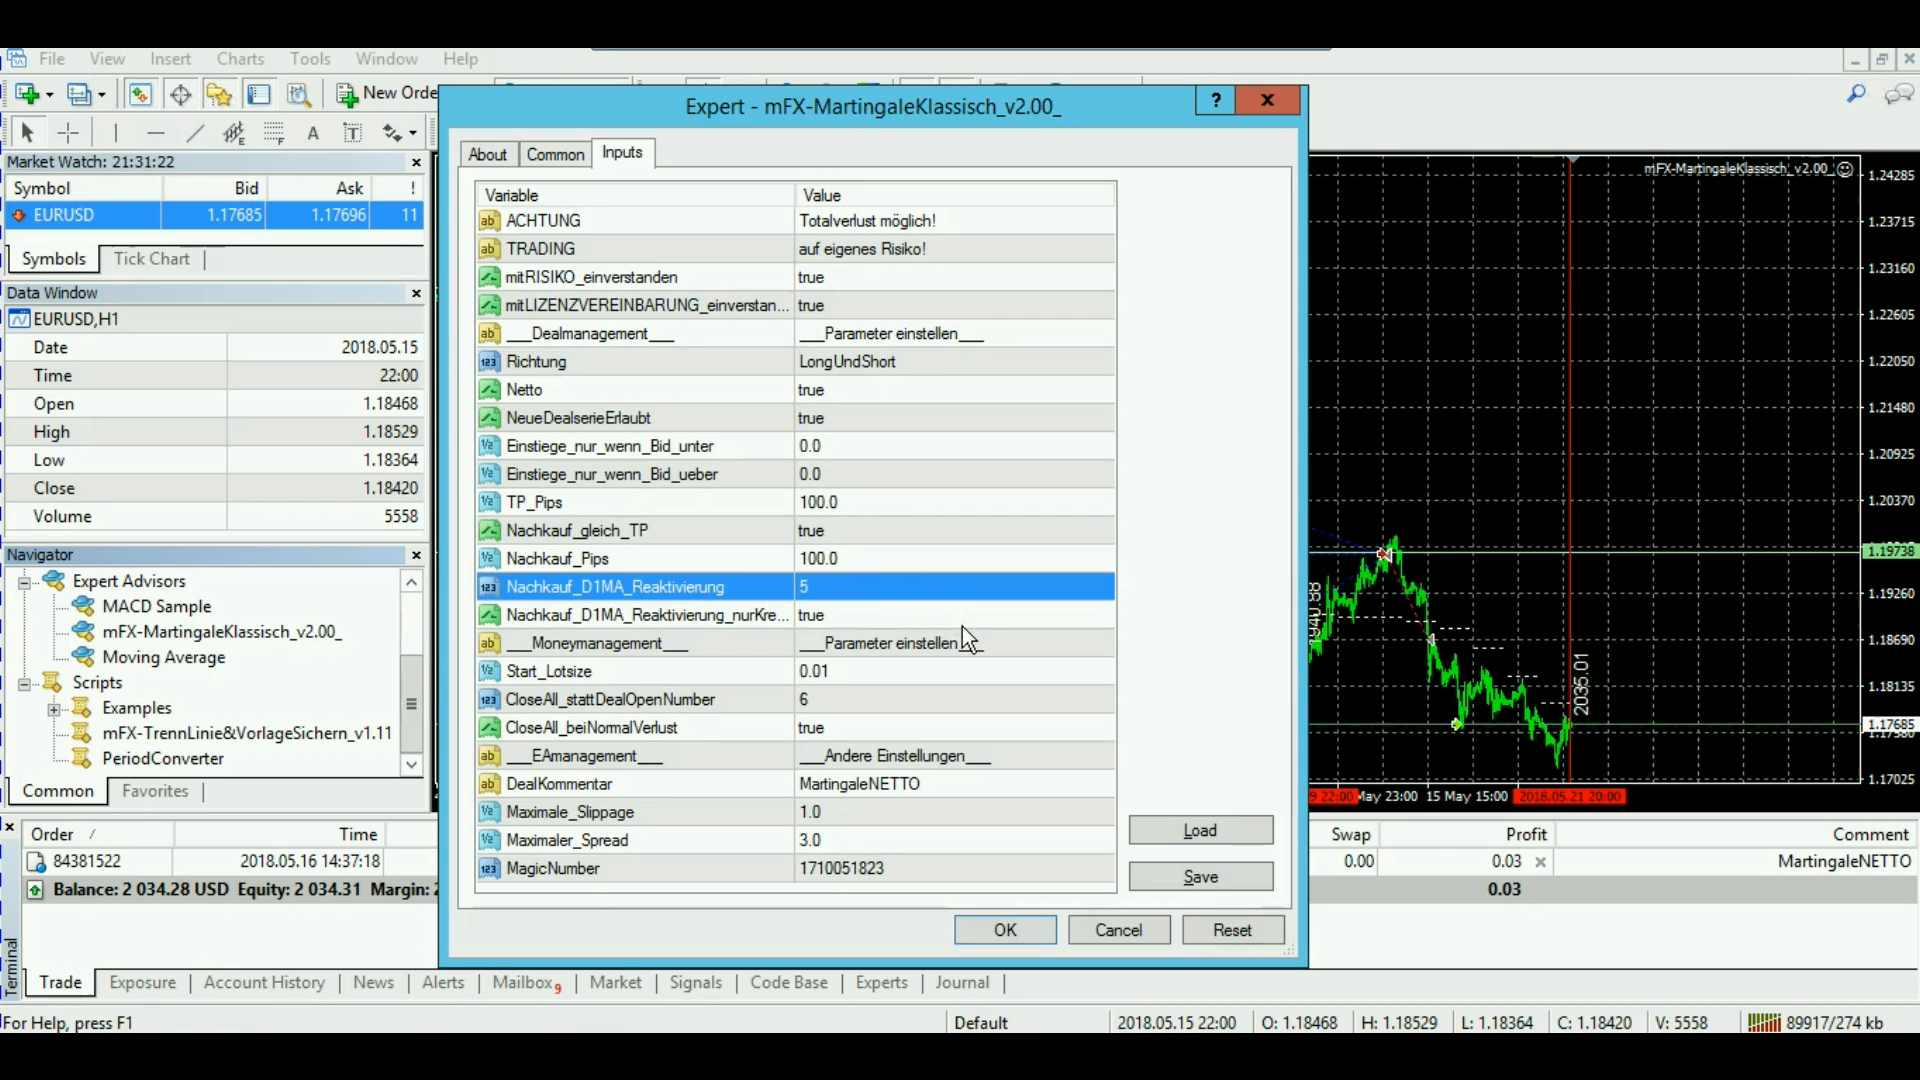 File View Insert Charts Tools Window Help
New Orde
Expert - mFX-MartingaleKlassisch_v2.00_
? x
Market Watch: 21:31:22
Symbol Bid Ask !
EURUSD 1.17685 1.17696 11
Symbols Tick Chart
Data Window
EURUSD,H1
Date 2018.05.15
Time 22:00
Open 1.18468
High 1.18529
Low 1.18364
Close 1.18420
Volume 5558
Navigator
Expert Advisors
MACD Sample
mFX-MartingaleKlassisch_v2.00_
Moving Average
Scripts
Examples
mFX-TrennLinie&VorlageSichern_v1.11
PeriodConverter
Common Favorites
About Common Inputs
Variable Value
ACHTUNG Totalverlust möglich!
TRADING auf eigenes Risiko!
mitRISIKO_einverstanden true
mitLIZENZVEREINBARUNG_einverstan... true
___Dealmanagement___ ___Parameter einstellen___
Richtung LongUndShort
Netto true
NeueDealserieErlaubt true
Einstiege_nur_wenn_Bid_unter 0.0
Einstiege_nur_wenn_Bid_ueber 0.0
TP_Pips 100.0
Nachkauf_gleich_TP true
Nachkauf_Pips 100.0
Nachkauf_D1MA_Reaktivierung 5
Nachkauf_D1MA_Reaktivierung_nurKre... true
___Moneymanagement___ ___Parameter einstellen___
Start_Lotsize 0.01
CloseAll_stattDealOpenNumber 6
CloseAll_beiNormalVerlust true
___EAmanagement___ ___Andere Einstellungen___
DealKommentar MartingaleNETTO
Maximale_Slippage 1.0
Maximaler_Spread 3.0
MagicNumber 1710051823
Load
Save
OK Cancel Reset
mFX-MartingaleKlassisch_v2.00_
1.24285
1.23715
1.23160
1.22605
1.22050
1.21480
1.20925
1.20370
1.19738
1.19260
1.18690
1.18135
1.17685
1.17025
2035.01
9 22:00 May 23:00 15 May 15:00 2018.05.21 20:00
Order / Time Swap Profit Comment
84381522 2018.05.16 14:37:18 0.00 0.03 MartingaleNETTO
Balance: 2 034.28 USD Equity: 2 034.31 Margin: 2 0.03
Terminal
Trade Exposure Account History News Alerts Mailbox 9 Market Signals Code Base Experts Journal
For Help, press F1 Default 2018.05.15 22:00 O: 1.18468 H: 1.18529 L: 1.18364 C: 1.18420 V: 5558 89917/274 kb